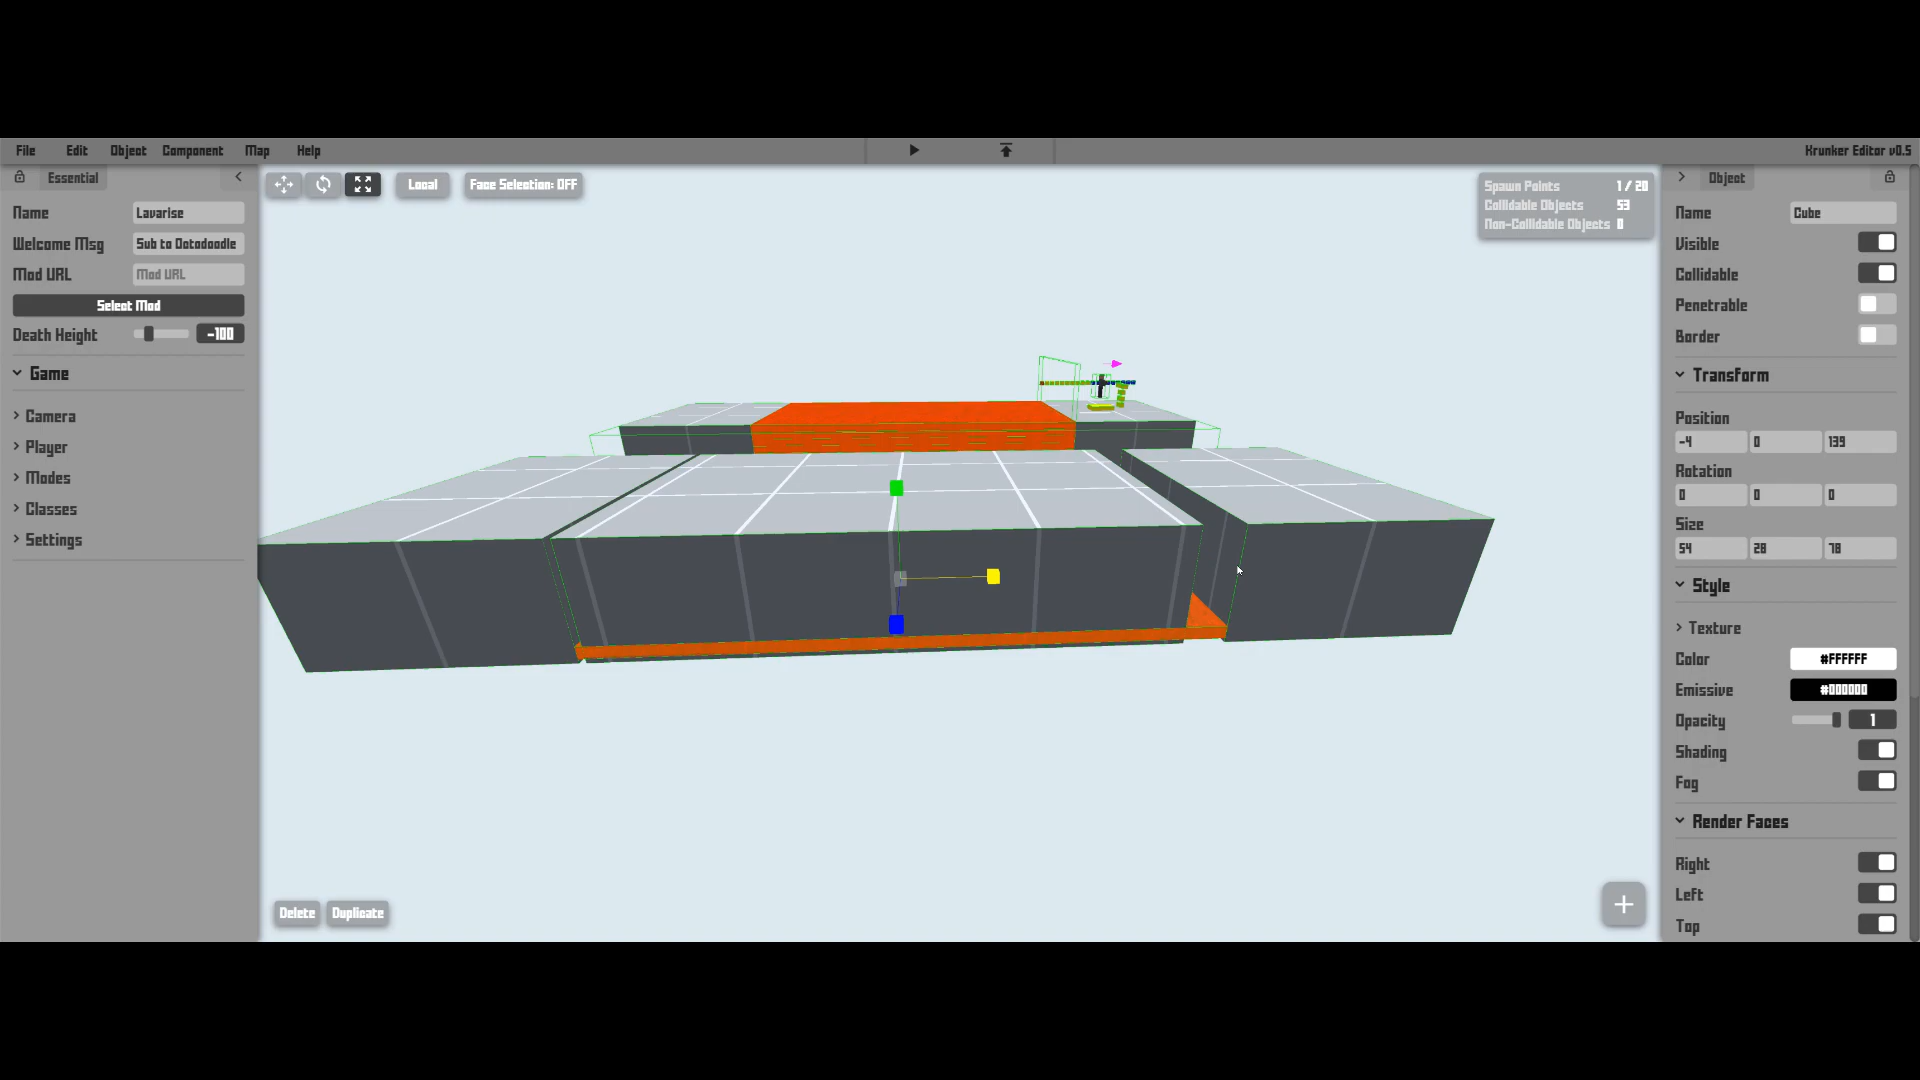 File Edit Object Component Map Help
Krunker Editor v0.5
Essential
Name Lavarise
Welcome Msg Sub to Ootodoodle
Mod URL Mod URL
Select Mod
Death Height -100
Game
Camera
Player
Modes
Classes
Settings
Local Face Selection: OFF
Spawn Points 1 / 20
Collidable Objects 53
Non-Collidable Objects 0
Delete Duplicate
Object
Name Cube
Visible
Collidable
Penetrable
Border
Transform
Position
-4 0 139
Rotation
0 0 0
Size
54 28 78
Style
Texture
Color #FFFFFF
Emissive #000000
Opacity 1
Shading
Fog
Render Faces
Right
Left
Top